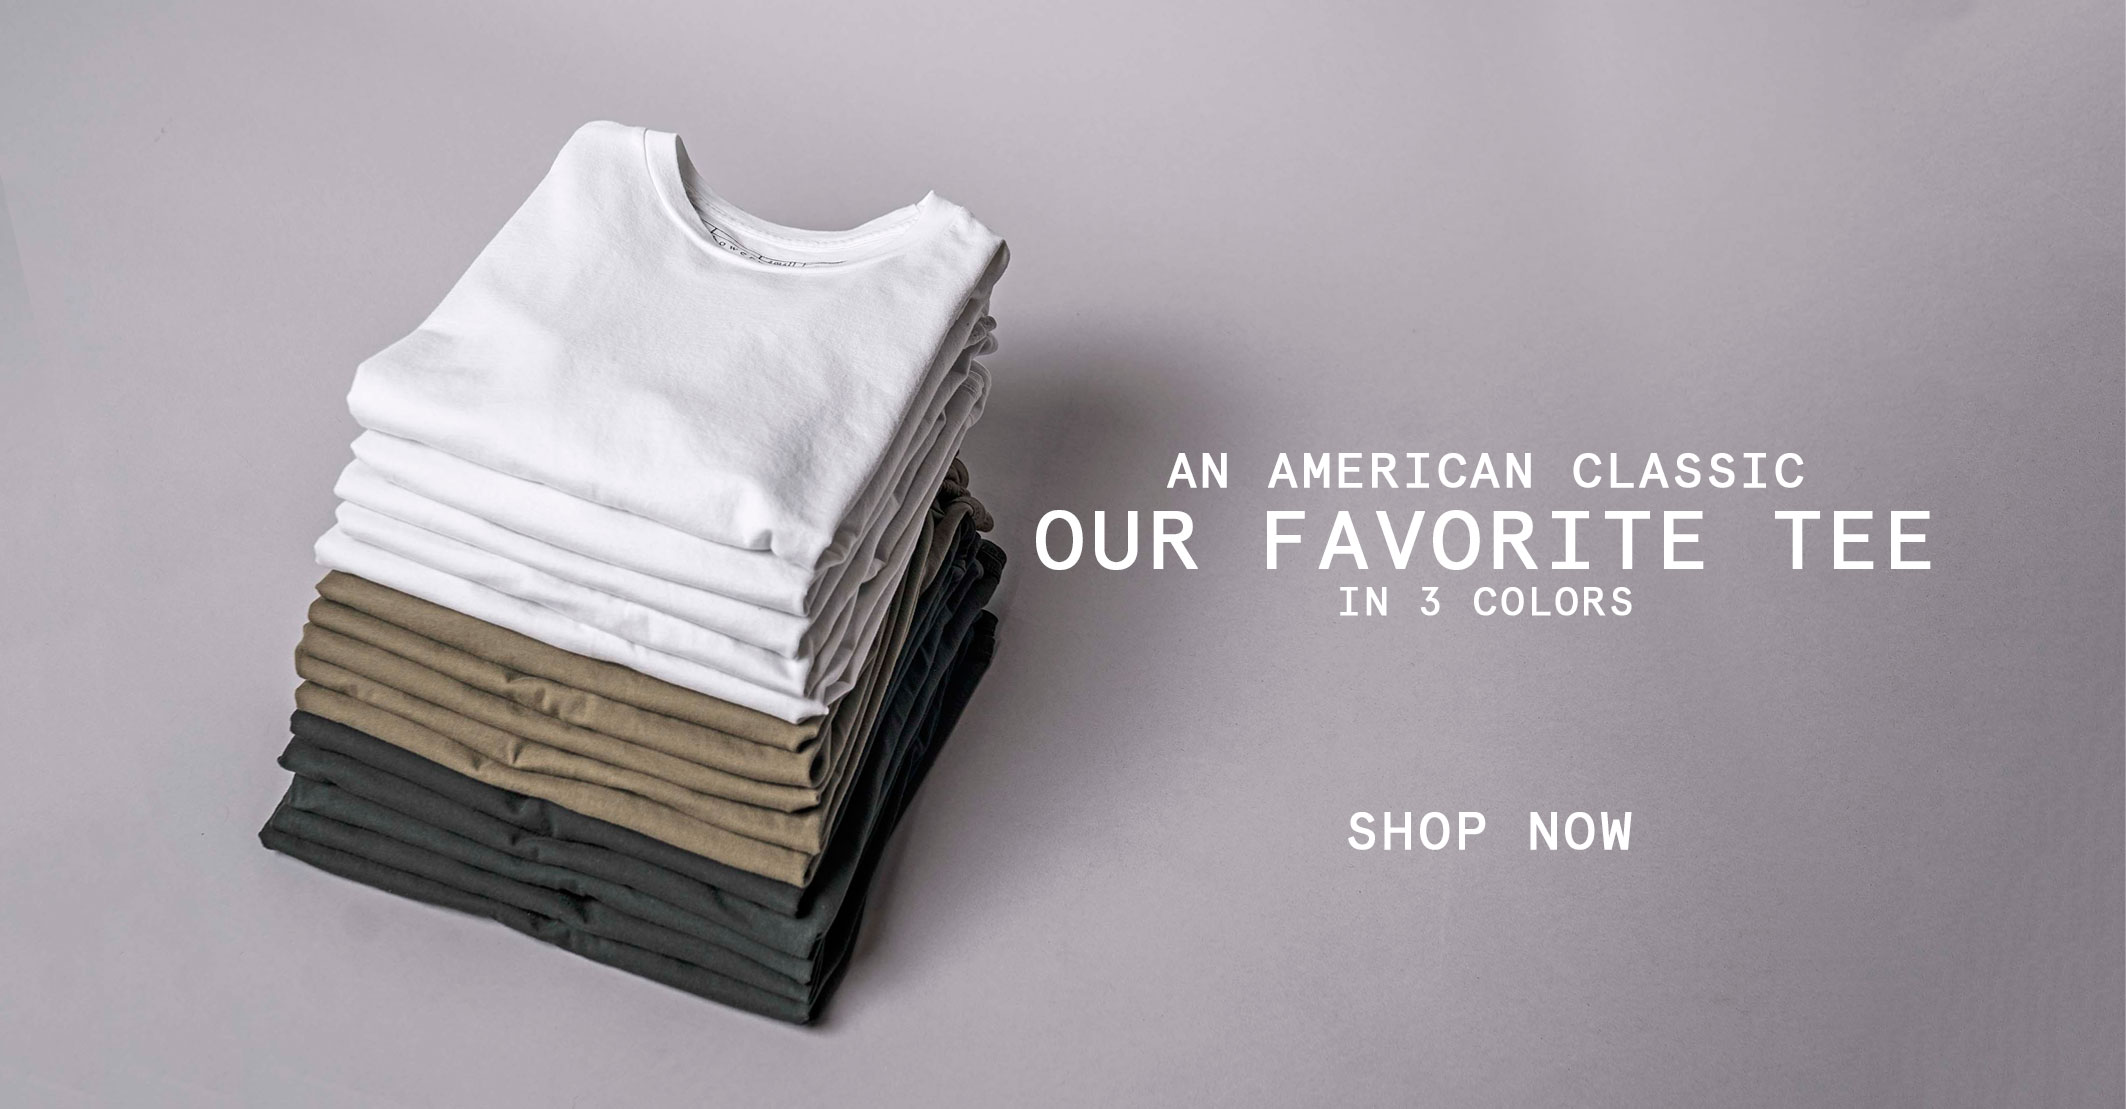 AN AMERICAN CLASSIC
OUR FAVORITE TEE
IN 3 COLORS
SHOP NOW